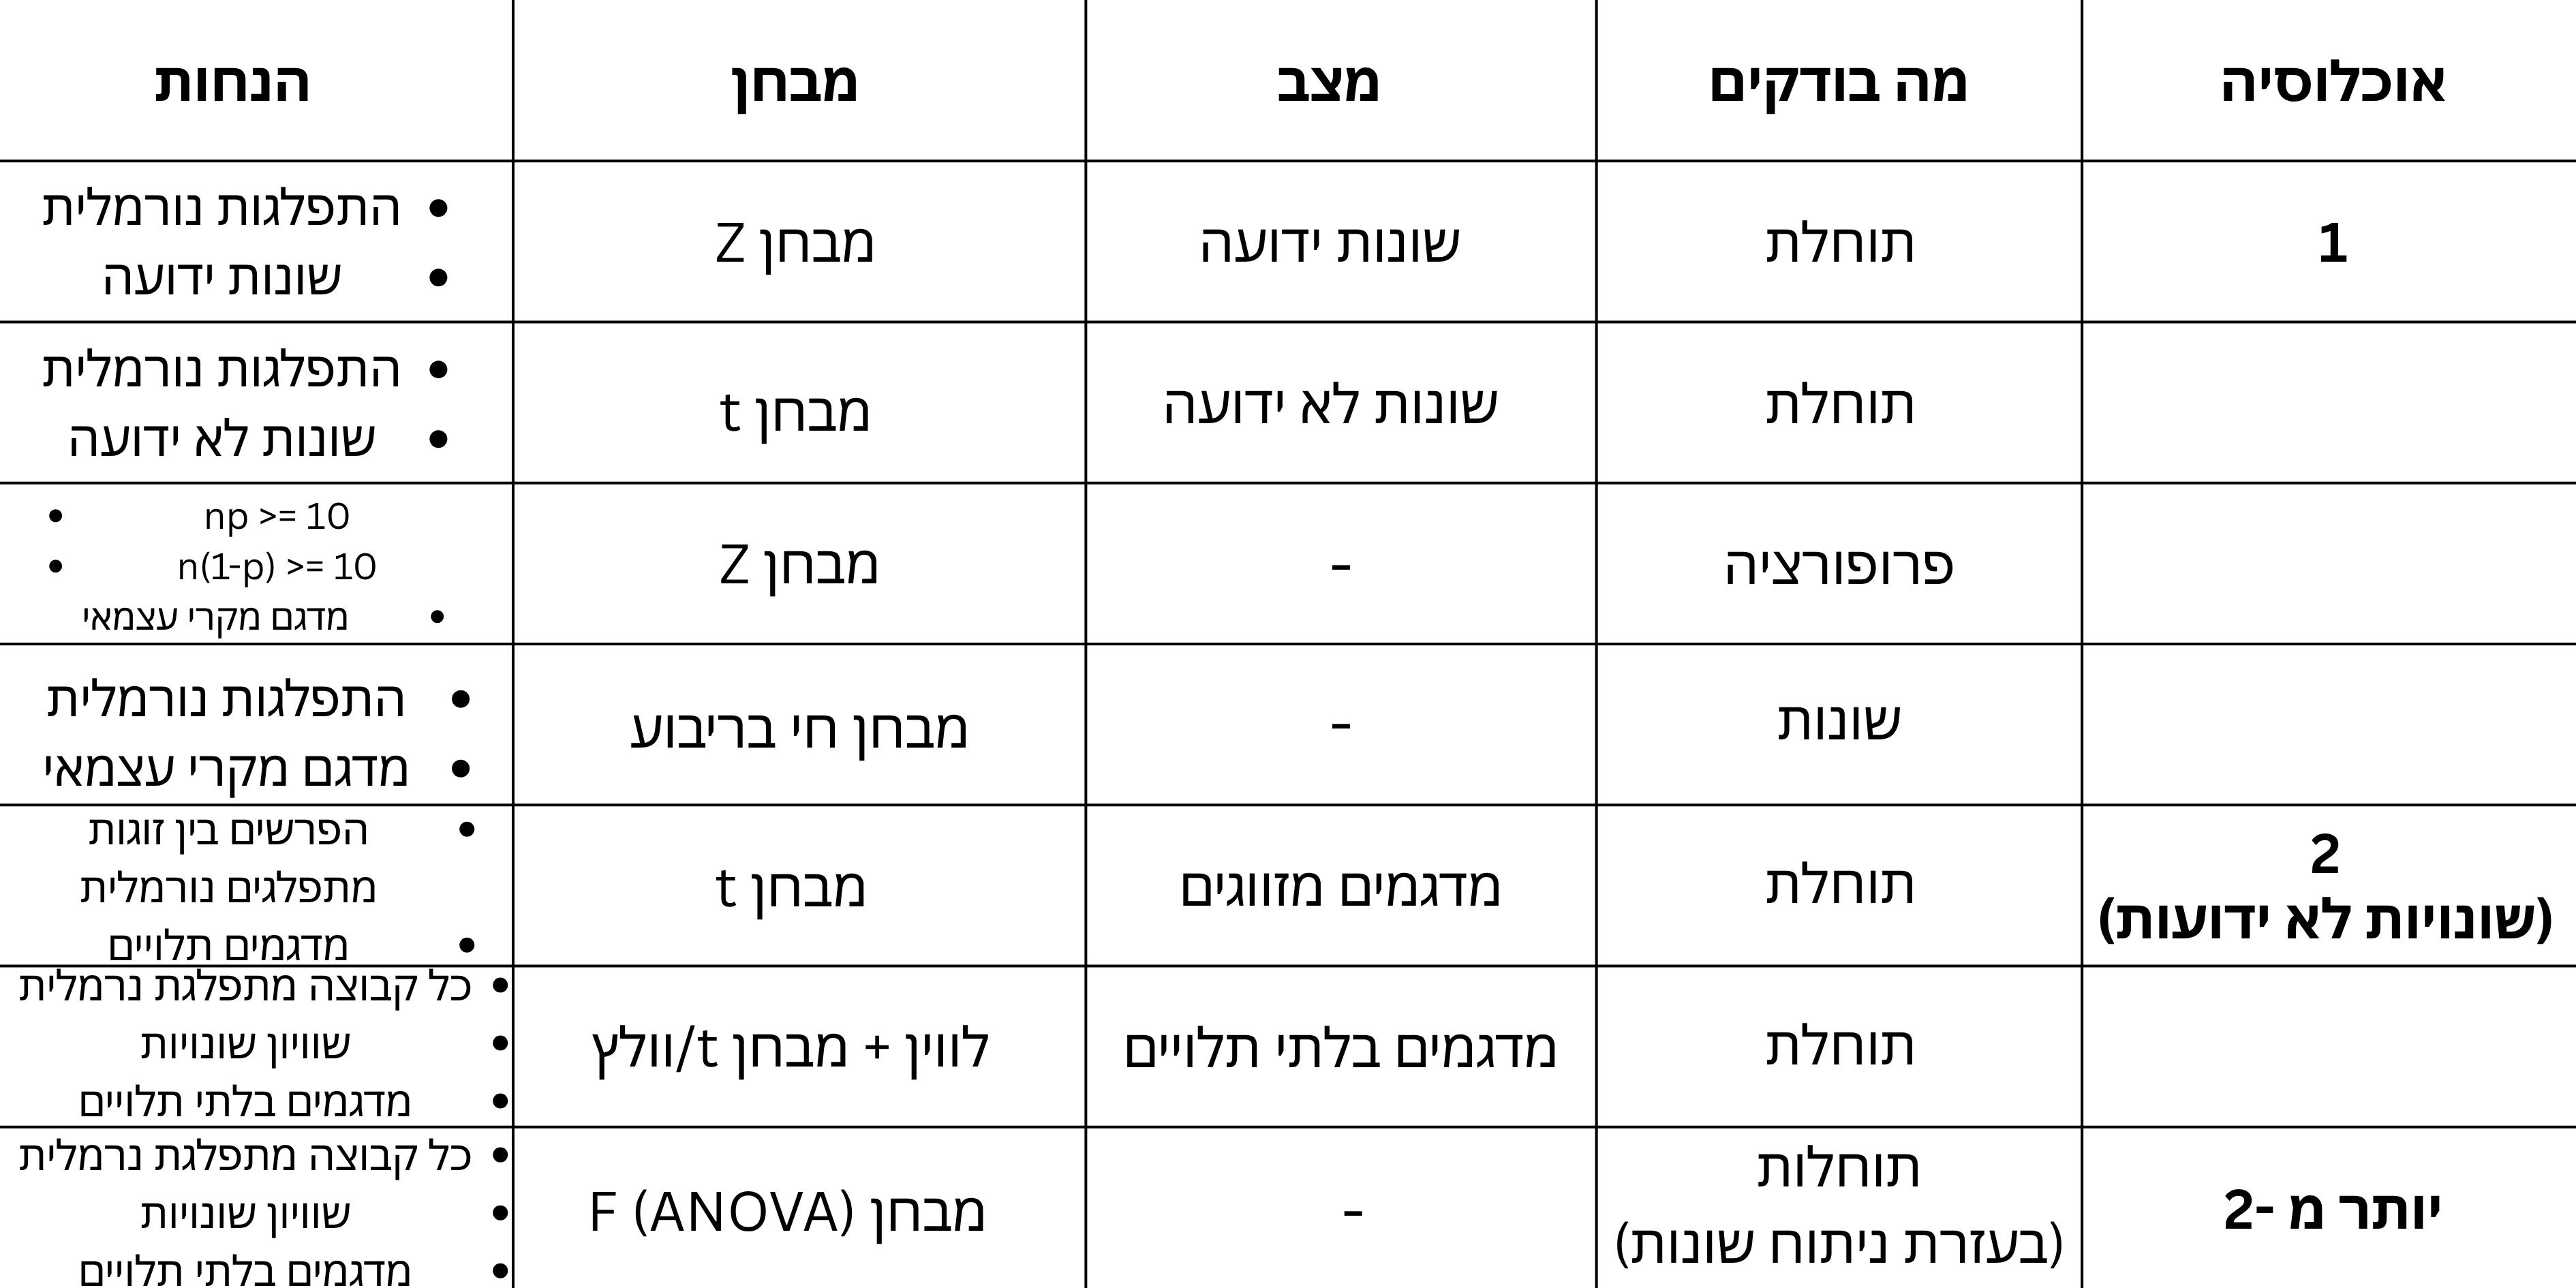 אוכלוסיה
מה בודקים
מצב
מבחן
הנחות
1
תוחלת
שונות ידועה
מבחן Z
• התפלגות נורמלית
• שונות ידועה
תוחלת
שונות לא ידועה
מבחן t
• התפלגות נורמלית
• שונות לא ידועה
פרופורציה
-
מבחן Z
• np >= 10
• n(1-p) >= 10
• מדגם מקרי עצמאי
שונות
-
מבחן חי בריבוע
• התפלגות נורמלית
• מדגם מקרי עצמאי
2
(שונויות לא ידועות)
תוחלת
מדגמים מזווגים
מבחן t
• הפרשים בין זוגות
מתפלגים נורמלית
• מדגמים תלויים
תוחלת
מדגמים בלתי תלויים
לווין + מבחן t/וולץ
• כל קבוצה מתפלגת נרמלית
• שוויון שונויות
• מדגמים בלתי תלויים
יותר מ -2
תוחלות
(בעזרת ניתוח שונות)
-
מבחן F (ANOVA)
• כל קבוצה מתפלגת נרמלית
• שוויון שונויות
• מדגמים בלתי תלויים